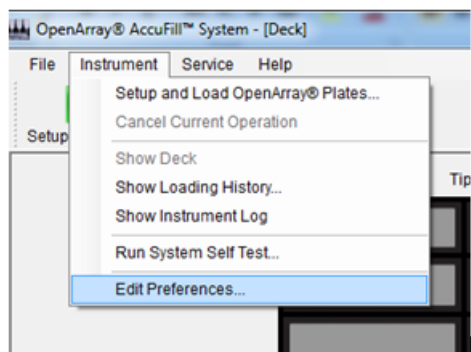 OpenArray® AccuFill™ System - [Deck]
File Instrument Service Help
Setup and Load OpenArray® Plates...
Cancel Current Operation
Setup
Show Deck
Show Loading History...
Tip
Show Instrument Log
Run System Self Test...
Edit Preferences...